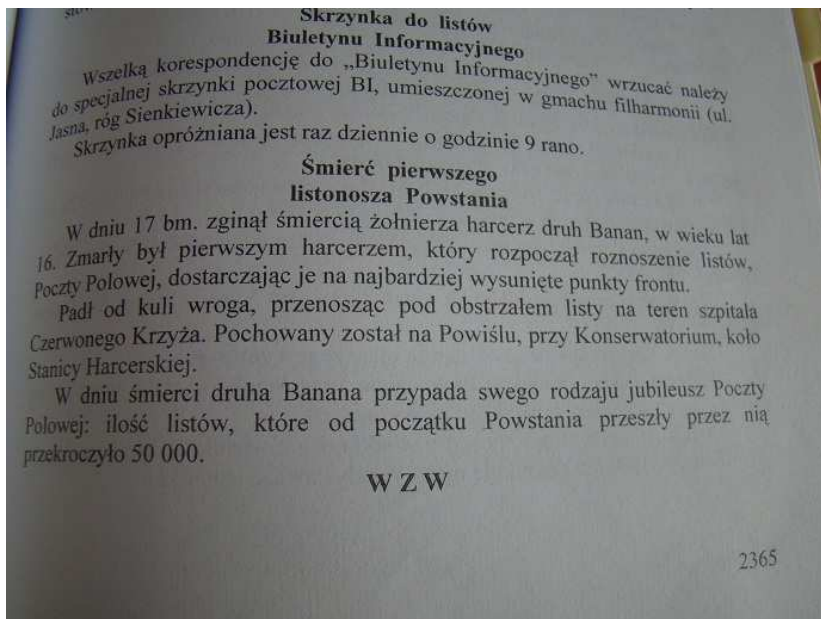 Skrzynka do listów
Biuletynu Informacyjnego
Wszelką korespondencję do „Biuletynu Informacyjnego” wrzucać należy
do specjalnej skrzynki pocztowej BI, umieszczonej w gmachu filharmonii (ul.
Jasna, róg Sienkiewicza).
Skrzynka opróżniana jest raz dziennie o godzinie 9 rano.
Śmierć pierwszego
listonosza Powstania
W dniu 17 bm. zginął śmiercią żołnierza harcerz druh Banan, w wieku lat
16. Zmarły był pierwszym harcerzem, który rozpoczął roznoszenie listów,
Poczty Polowej, dostarczając je na najbardziej wysunięte punkty frontu.
Padł od kuli wroga, przenosząc pod obstrzałem listy na teren szpitala
Czerwonego Krzyża. Pochowany został na Powiślu, przy Konserwatorium, koło
Stanicy Harcerskiej.
W dniu śmierci druha Banana przypada swego rodzaju jubileusz Poczty
Polowej: ilość listów, które od początku Powstania przeszły przez nią
przekroczyło 50 000.
W Z W
2365